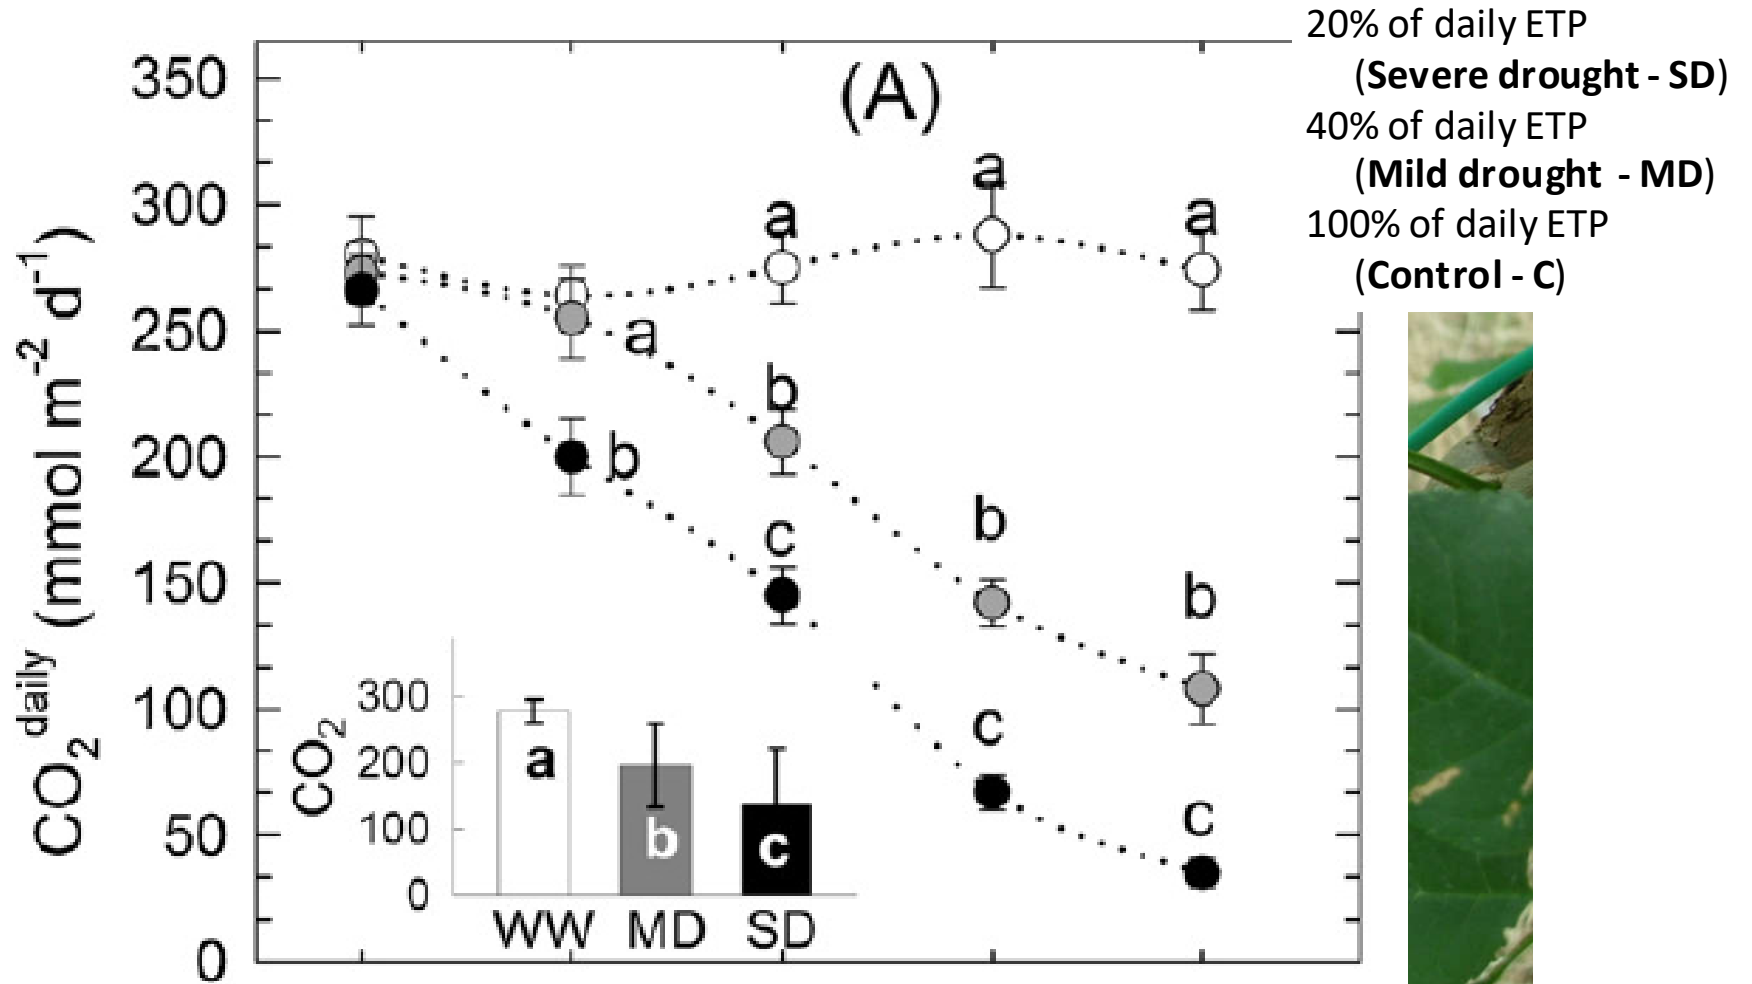 20% of daily ETP
(Severe drought - SD)
40% of daily ETP
(Mild drought - MD)
100% of daily ETP
(Control - C)
(A)
CO₂ᵈᵃⁱˡʸ (mmol m⁻² d⁻¹)
350
300
250
200
150
100
50
0
a
a
a
a
b
b
b
b
c
c
c
CO₂
300
200
100
0
a
b
c
WW MD SD